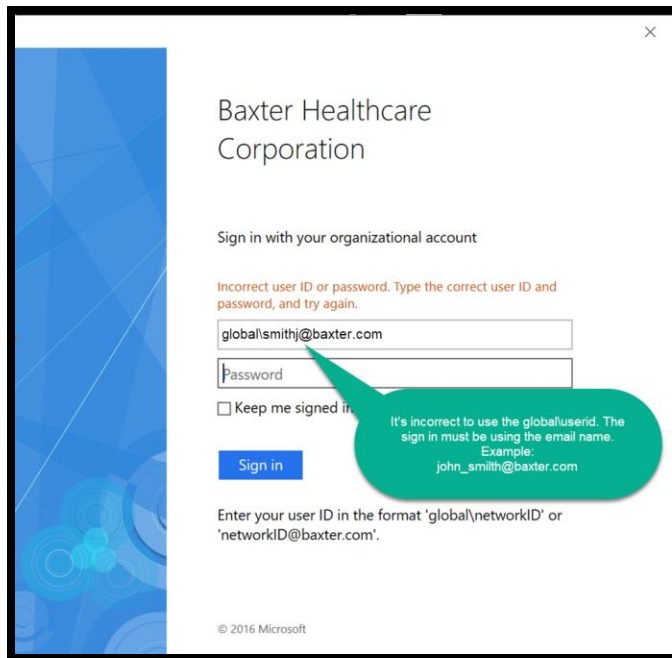 Baxter Healthcare
Corporation
Sign in with your organizational account
Incorrect user ID or password. Type the correct user ID and
password, and try again.
global\smithj@baxter.com
Password
Keep me signed in
It's incorrect to use the global\userid. The
sign in must be using the email name.
Example:
john_smilth@baxter.com
Sign in
Enter your user ID in the format 'global\networkID' or
'networkID@baxter.com'.
© 2016 Microsoft